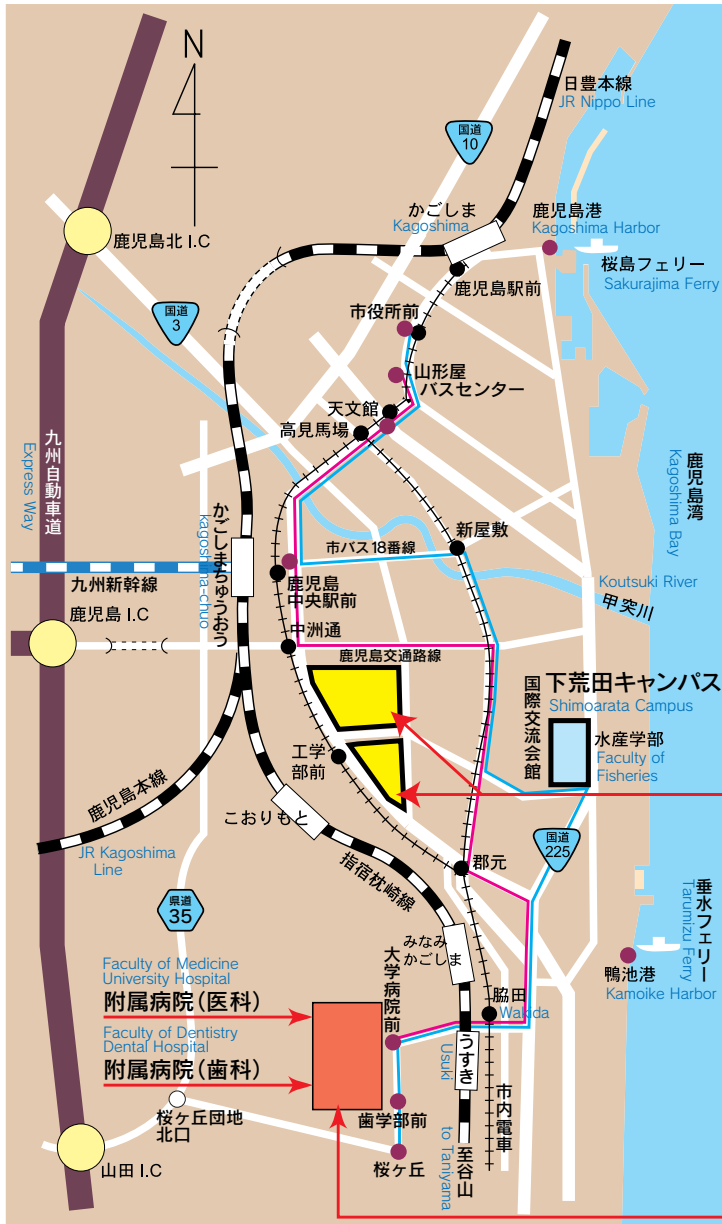 N
国道
10
日豊本線
JR Nippo Line
かごしま
Kagoshima
鹿児島港
Kagoshima Harbor
鹿児島北 I.C
桜島フェリー
Sakurajima Ferry
鹿児島駅前
国道
3
市役所前
山形屋
バスセンター
天文館
高見馬場
九州自動車道
Express Way
鹿児島湾
Kagoshima Bay
かごしまちゅうおう
kagoshima-chuo
新屋敷
市バス18番線
九州新幹線
鹿児島
中央駅前
Koutsuki River
甲突川
鹿児島 I.C
中洲通
鹿児島交通路線
下荒田キャンパス
Shimoarata Campus
国際交流会館
水産学部
Faculty of
Fisheries
工学
部前
こおりもと
鹿児島本線
JR Kagoshima
Line
指宿枕崎線
国道
225
郡元
県道
35
垂水フェリー
Tarumizu Ferry
みなみ
かごしま
鴨池港
Kamoike Harbor
Faculty of Medicine
University Hospital
附属病院（医科）
大学病院前
脇田
Wakida
Faculty of Dentistry
Dental Hospital
附属病院（歯科）
うすき
Usuki
市内電車
桜ヶ丘団地
北口
歯学部前
桜ヶ丘
至谷山
to Taniyama
山田 I.C